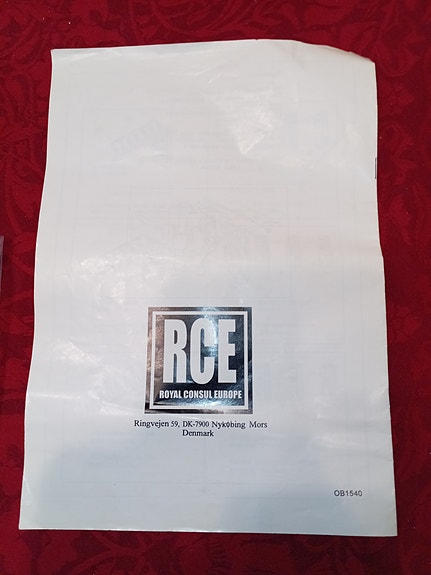 RCE
ROYAL CONSUL EUROPE
Ringvejen 59, DK-7900 Nykøbing Mors
Denmark
OB1540